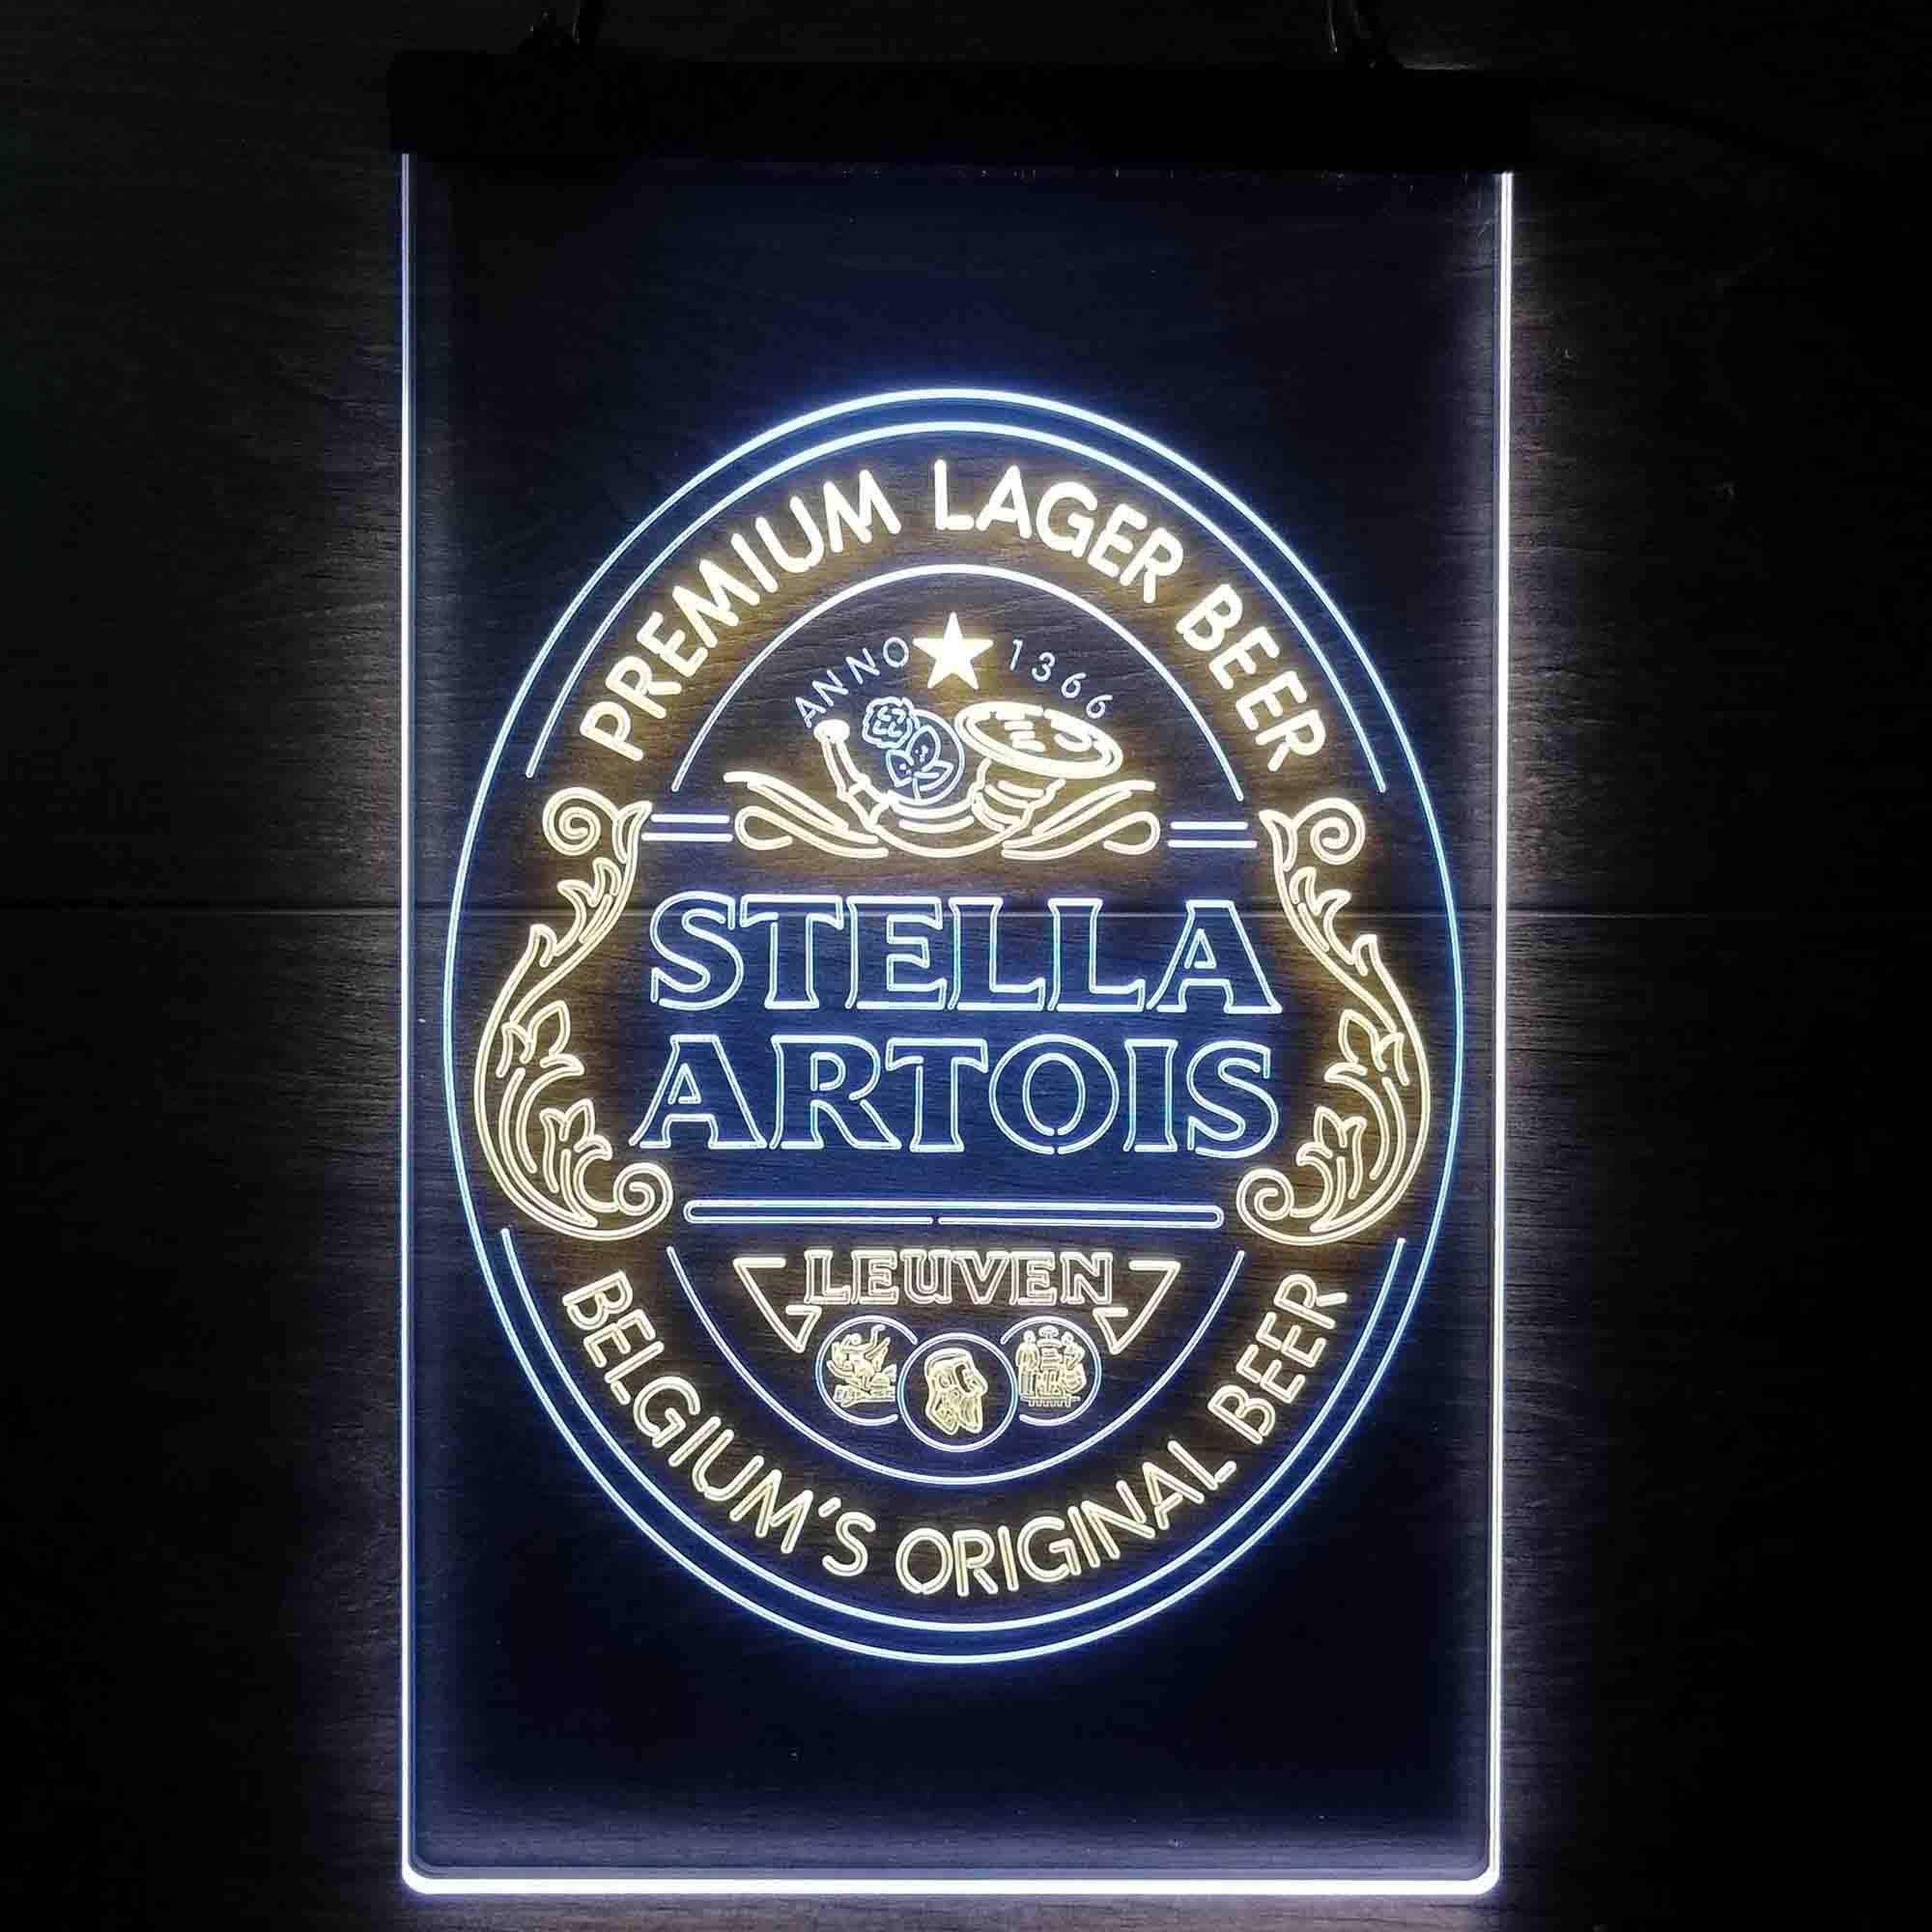 PREMIUM LAGER BEER
ANNO 1366
STELLA
ARTOIS
LEUVEN
BELGIUM'S ORIGINAL BEER